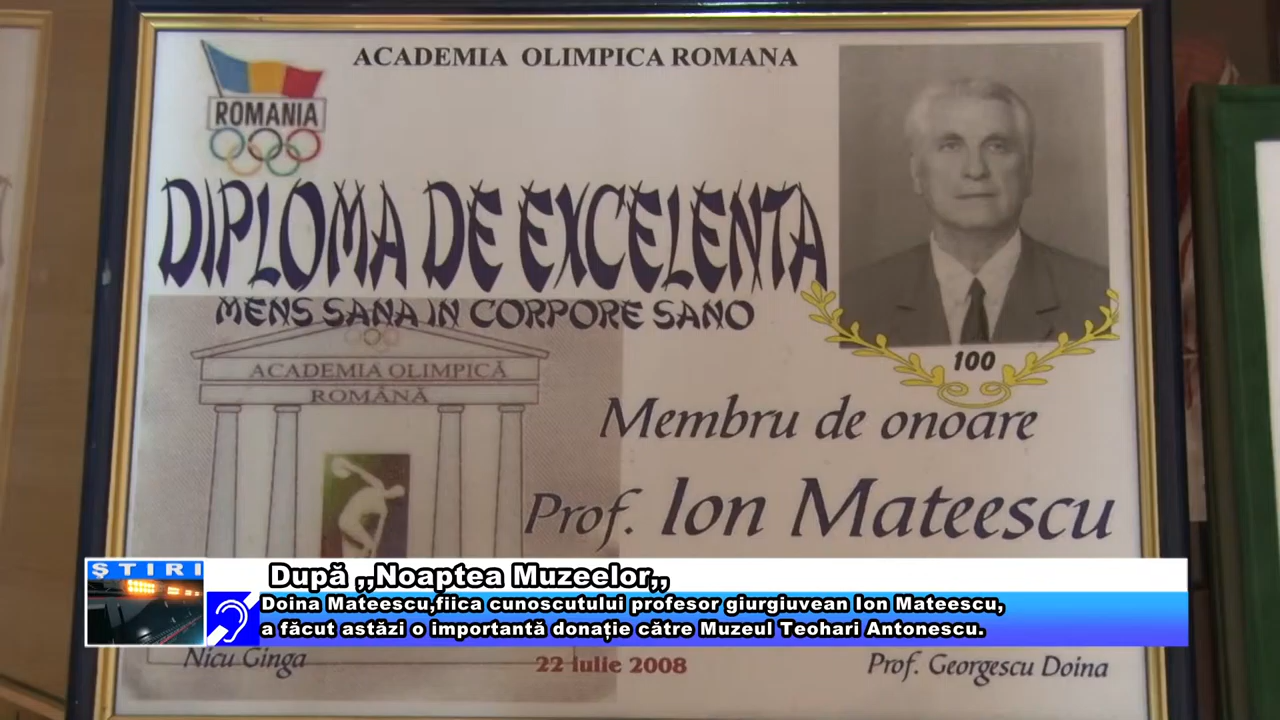 ACADEMIA OLIMPICA ROMANA
ROMANIA
DIPLOMA DE EXCELENTA
MENS SANA IN CORPORE SANO
100
ACADEMIA OLIMPICĂ
ROMÂNĂ
Membru de onoare
Prof. Ion Mateescu
ŞTIRI
După ,,Noaptea Muzeelor,,
Doina Mateescu,fiica cunoscutului profesor giurgiuvean Ion Mateescu,
a făcut astăzi o importantă donație către Muzeul Teohari Antonescu.
Nicu Ginga
22 iulie 2008
Prof. Georgescu Doina